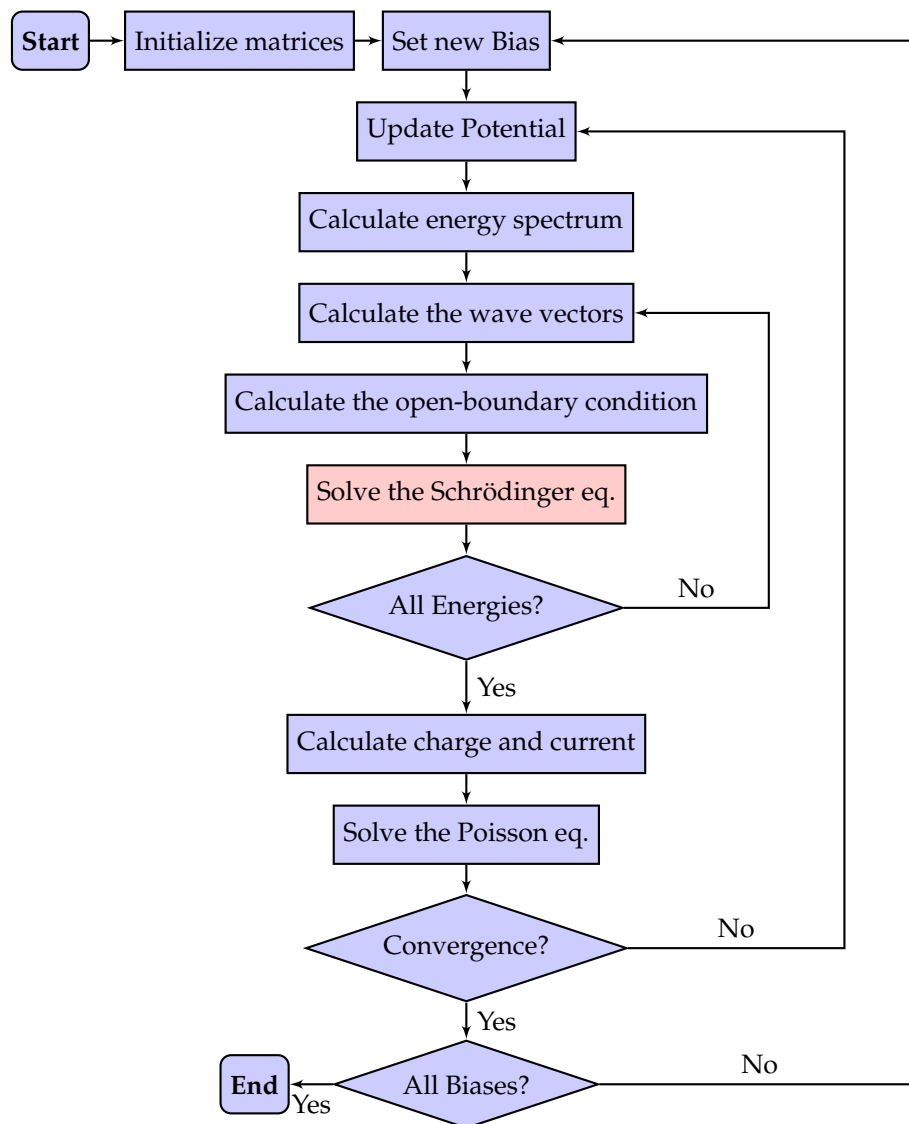 Start
Initialize matrices
Set new Bias
Update Potential
Calculate energy spectrum
Calculate the wave vectors
Calculate the open-boundary condition
Solve the Schrödinger eq.
All Energies?
No
Yes
Calculate charge and current
Solve the Poisson eq.
Convergence?
No
Yes
All Biases?
No
Yes
End